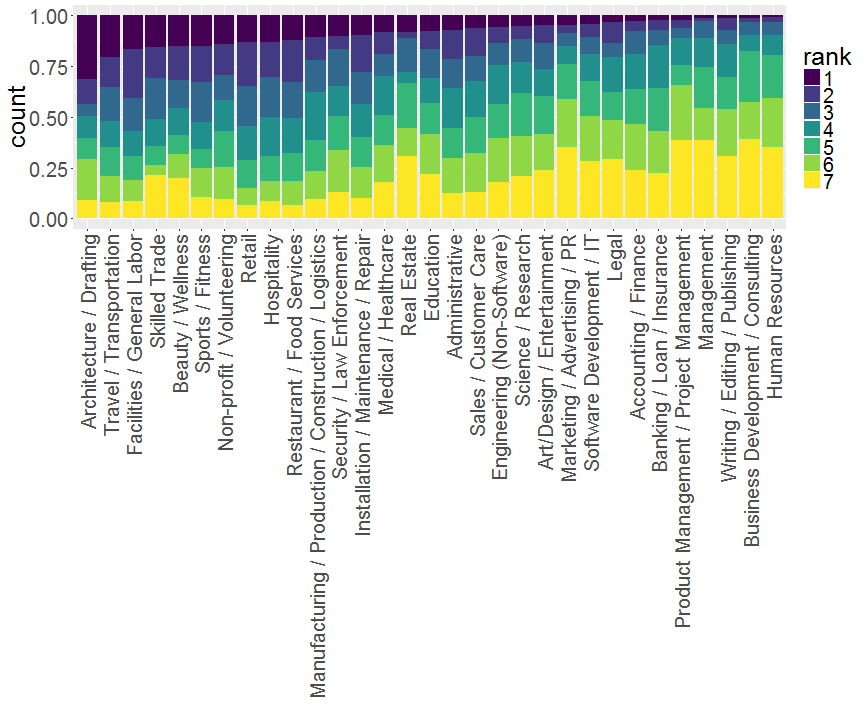 1.00
0.75
0.50
0.25
0.00
count
rank
1
2
3
4
5
6
7
Architecture / Drafting
Travel / Transportation
Facilities / General Labor
Skilled Trade
Beauty / Wellness
Sports / Fitness
Non-profit / Volunteering
Retail
Hospitality
Restaurant / Food Services
Manufacturing / Production / Construction / Logistics
Security / Law Enforcement
Installation / Maintenance / Repair
Medical / Healthcare
Real Estate
Education
Administrative
Sales / Customer Care
Engineering (Non-Software)
Science / Research
Art/Design / Entertainment
Marketing / Advertising / PR
Software Development / IT
Legal
Accounting / Finance
Banking / Loan / Insurance
Product Management / Project Management
Management
Writing / Editing / Publishing
Business Development / Consulting
Human Resources